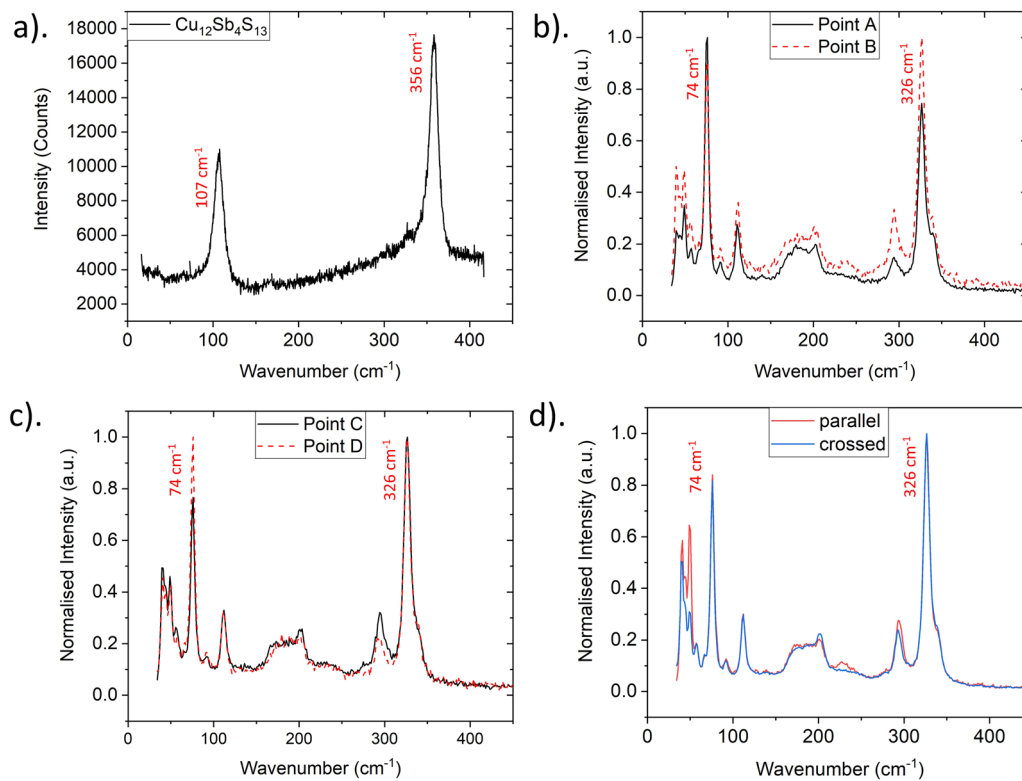 a).
Cu12Sb4S13
18000
16000
14000
12000
10000
8000
6000
4000
2000
Intensity (Counts)
107 cm-1
356 cm-1
0 100 200 300 400
Wavenumber (cm-1)
b).
Point A
Point B
1.0
0.8
0.6
0.4
0.2
0.0
Normalised Intensity (a.u.)
74 cm-1
326 cm-1
0 100 200 300 400
Wavenumber (cm-1)
c).
Point C
Point D
1.0
0.8
0.6
0.4
0.2
0.0
Normalised Intensity (a.u.)
74 cm-1
326 cm-1
0 100 200 300 400
Wavenumber (cm-1)
d).
parallel
crossed
1.0
0.8
0.6
0.4
0.2
0.0
Normalised Intensity (a.u.)
74 cm-1
326 cm-1
0 100 200 300 400
Wavenumber (cm-1)